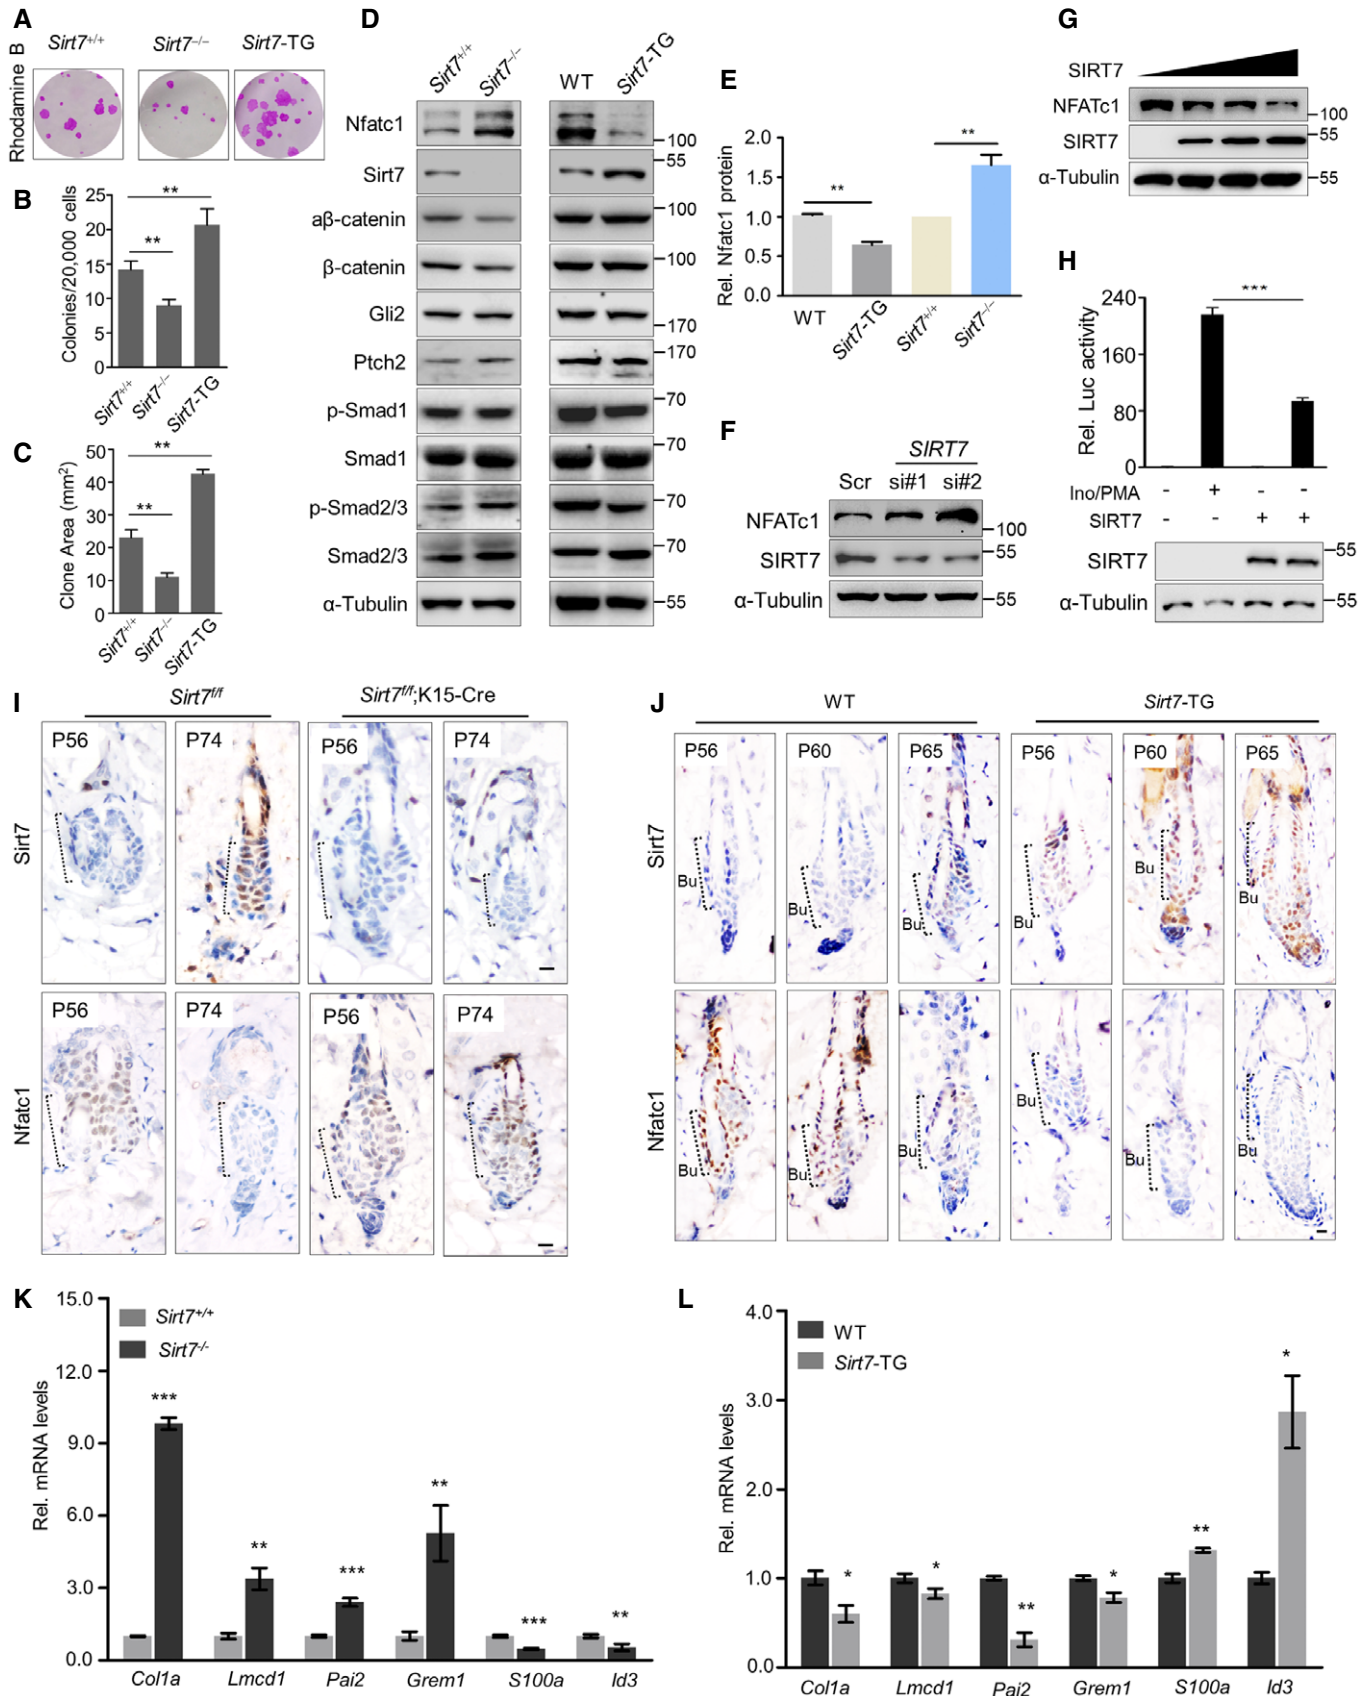 A
Rhodamine B
Sirt7+/+
Sirt7–/–
Sirt7-TG
B
Colonies/20,000 cells
25
20
15
10
5
0
**
**
Sirt7+/+
Sirt7–/–
Sirt7-TG
C
Clone Area (mm2)
50
40
30
20
10
0
**
**
Sirt7+/+
Sirt7–/–
Sirt7-TG
D
Sirt7+/+
Sirt7–/–
WT
Sirt7-TG
Nfatc1
100
Sirt7
55
aβ-catenin
100
β-catenin
100
Gli2
170
Ptch2
170
p-Smad1
70
Smad1
70
p-Smad2/3
70
Smad2/3
70
α-Tubulin
55
E
Rel. Nfatc1 protein
2.0
1.5
1.0
0.5
0.0
**
**
WT
Sirt7-TG
Sirt7+/+
Sirt7–/–
F
SIRT7
Scr si#1 si#2
NFATc1
100
SIRT7
55
α-Tubulin
55
G
SIRT7
NFATc1
100
SIRT7
55
α-Tubulin
55
H
Rel. Luc activity
240
160
80
0
***
Ino/PMA - + - -
SIRT7 - - + +
SIRT7
55
α-Tubulin
55
I
Sirt7f/f
Sirt7f/f;K15-Cre
Sirt7
P56
P74
P56
P74
Nfatc1
P56
P74
P56
P74
J
WT
Sirt7-TG
Sirt7
P56
P60
P65
P56
P60
P65
Bu
Bu
Bu
Bu
Bu
Bu
Nfatc1
Bu
Bu
Bu
Bu
Bu
Bu
K
Rel. mRNA levels
15.0
12.0
9.0
6.0
3.0
0.0
Sirt7+/+
Sirt7-/-
***
**
***
**
***
**
Col1a Lmcd1 Pai2 Grem1 S100a Id3
L
Rel. mRNA levels
4.0
3.0
2.0
1.0
0.0
WT
Sirt7-TG
*
*
**
*
**
*
Col1a Lmcd1 Pai2 Grem1 S100a Id3